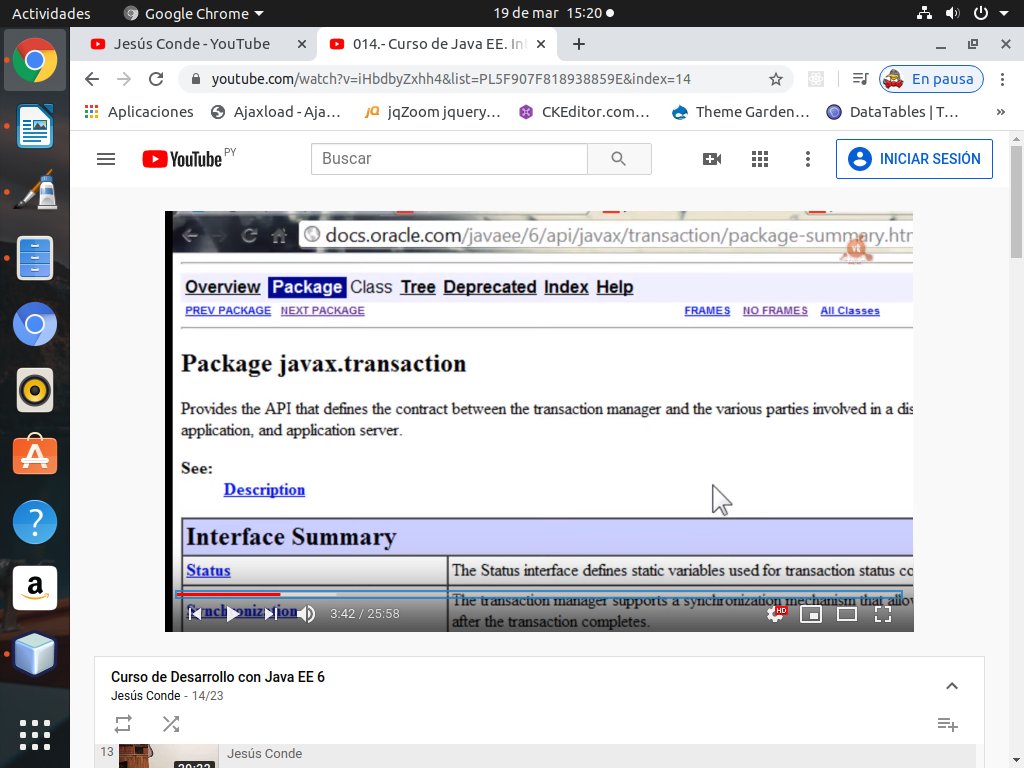 Actividades
Google Chrome
19 de mar 15:20
Jesús Conde - YouTube
014.- Curso de Java EE. In
youtube.com/watch?v=iHbdbyZxhh4&list=PL5F907F818938859E&index=14
En pausa
Aplicaciones
Ajaxload - Aja...
jqZoom jquery...
CKEditor.com...
Theme Garden...
DataTables | T...
»
YouTube PY
Buscar
INICIAR SESIÓN
docs.oracle.com/javaee/6/api/javax/transaction/package-summary.htm
Overview Package Class Tree Deprecated Index Help
PREV PACKAGE NEXT PACKAGE
FRAMES NO FRAMES All Classes
Package javax.transaction
Provides the API that defines the contract between the transaction manager and the various parties involved in a dis
application, and application server.
See:
Description
Interface Summary
Status
The Status interface defines static variables used for transaction status co
Synchronization
The transaction manager supports a synchronization mechanism that allow
after the transaction completes.
3:42 / 25:58
HD
Curso de Desarrollo con Java EE 6
Jesús Conde - 14/23
13
Jesús Conde